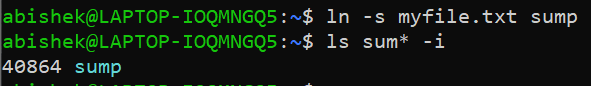 abishek@LAPTOP-IOQMNGQ5:~$ ln -s myfile.txt sump
abishek@LAPTOP-IOQMNGQ5:~$ ls sum* -i
40864 sump